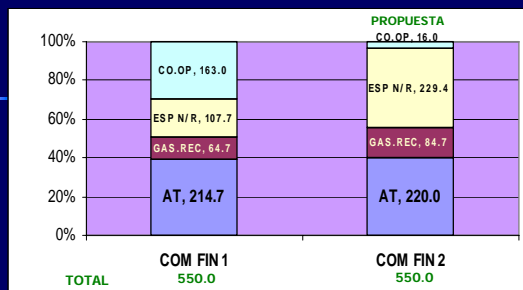 PROPUESTA
100%
CO.OP, 16.0
CO.OP, 163.0
80%
ESP N/R, 229.4
60%
ESP N/R, 107.7
GAS.REC, 64.7
GAS.REC, 84.7
40%
AT, 214.7
AT, 220.0
20%
0%
COM FIN 1
COM FIN 2
TOTAL
550.0
550.0